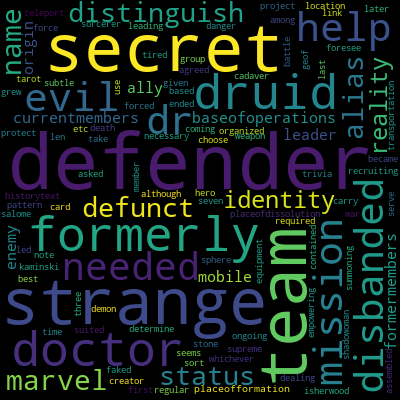 distinguish
sorcerer leading
teleport
force danger project among location link later
tired group battle geof foresee
origin
name
secret
help
tarot subtle agreed cadaver last
evil ally use given based
druid
alias
reality
transportation
grew currentmembers forced ended
dr baseofoperations
protect len etc death necessary coming organized weapon leader
pattern take choose
recruiting
became
defender
historytext
asked member although hero seven trivia
salome card defunct identity placeofdissolution war carry serve
enemy
formerly
team
mission
disbanded
formermembers
led note
kaminski
best
needed mobile sphere equipment required contained summoning empowering shadowwoman
three
strange
demon
time suited determine stone ongoing
doctor status seems sort supreme whichever
marvel faked creator
first regular placeofformation dealing isherwood assembled